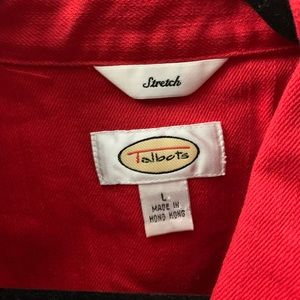 Stretch
Talbots
L
MADE IN
HONG KONG